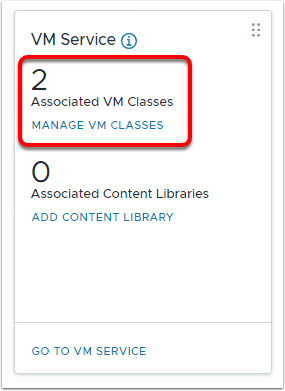 VM Service
2
Associated VM Classes
MANAGE VM CLASSES
0
Associated Content Libraries
ADD CONTENT LIBRARY
GO TO VM SERVICE